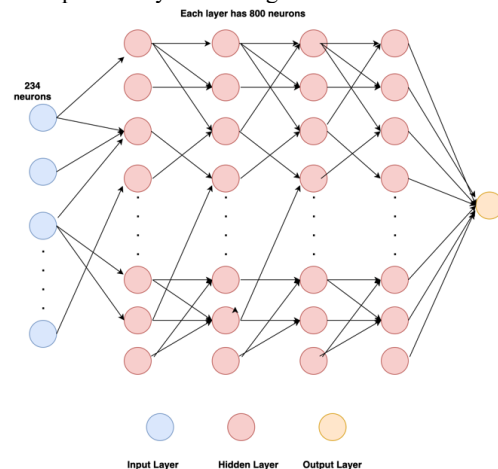 Each layer has 800 neurons
234
neurons
Input Layer
Hidden Layer
Output Layer